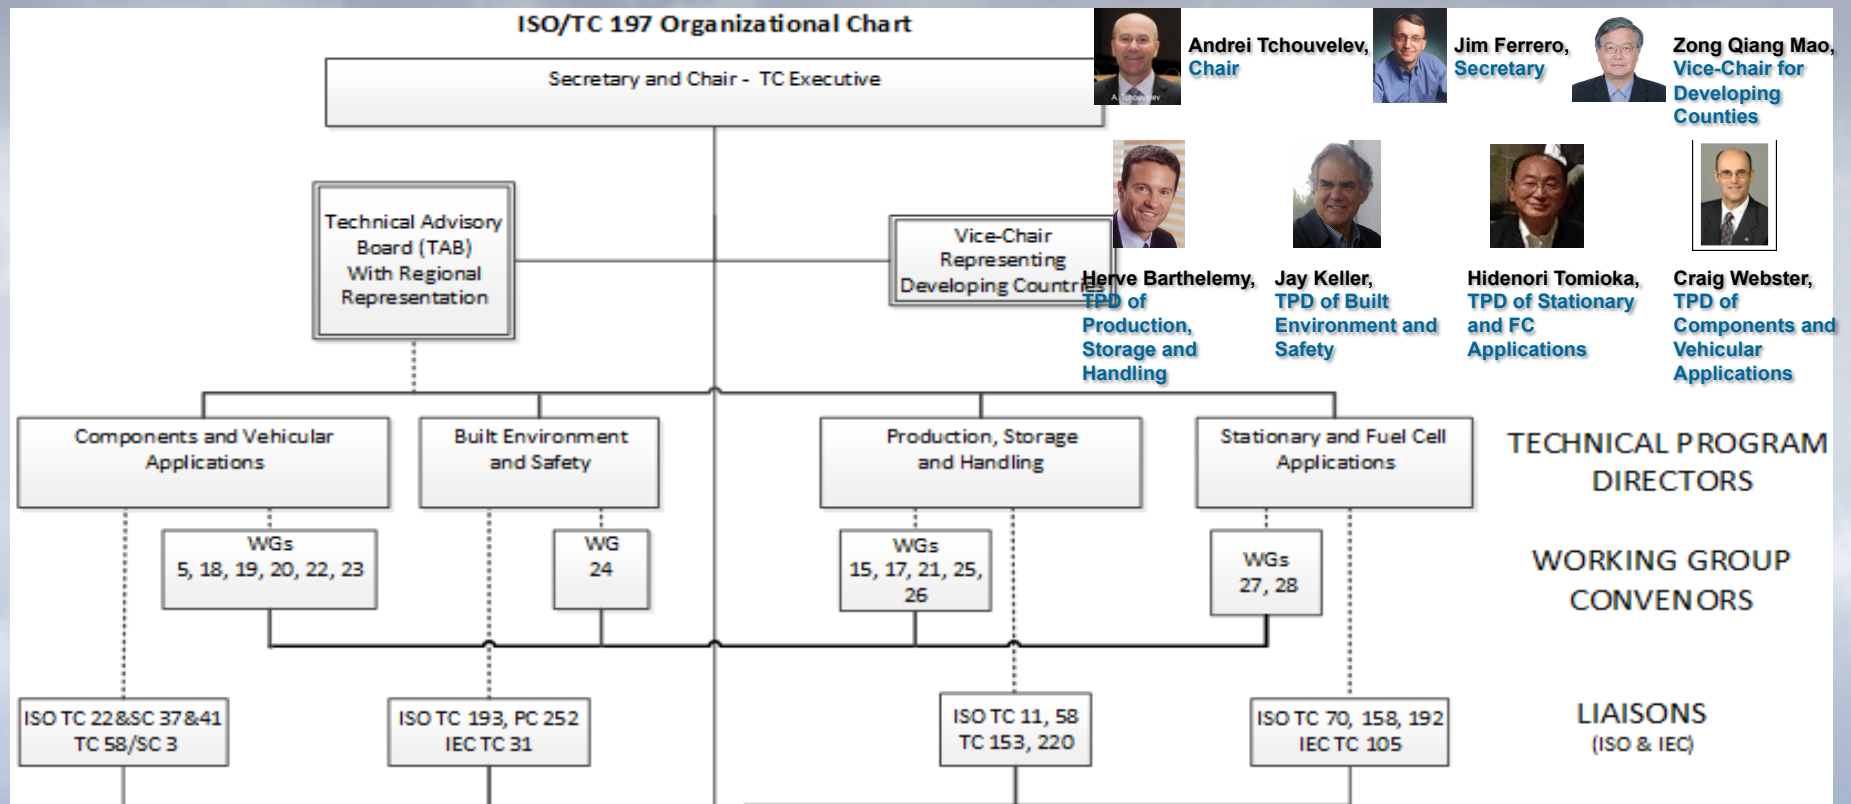 ISO/TC 197 Organizational Chart
Secretary and Chair - TC Executive
A. Tchouvelev
Andrei Tchouvelev,
Chair
Jim Ferrero,
Secretary
Zong Qiang Mao,
Vice-Chair for
Developing
Counties
Technical Advisory
Board (TAB)
With Regional
Representation
Vice-Chair
Representing
Developing Countries
Herve Barthelemy,
TPD of
Production,
Storage and
Handling
Jay Keller,
TPD of Built
Environment and
Safety
Hidenori Tomioka,
TPD of Stationary
and FC
Applications
Craig Webster,
TPD of
Components and
Vehicular
Applications
Components and Vehicular
Applications
Built Environment
and Safety
Production, Storage
and Handling
Stationary and Fuel Cell
Applications
TECHNICAL PROGRAM
DIRECTORS
WGs
5, 18, 19, 20, 22, 23
WG
24
WGs
15, 17, 21, 25,
26
WGs
27, 28
WORKING GROUP
CONVENORS
ISO TC 22&SC 37&41
TC 58/SC 3
ISO TC 193, PC 252
IEC TC 31
ISO TC 11, 58
TC 153, 220
ISO TC 70, 158, 192
IEC TC 105
LIAISONS
(ISO & IEC)